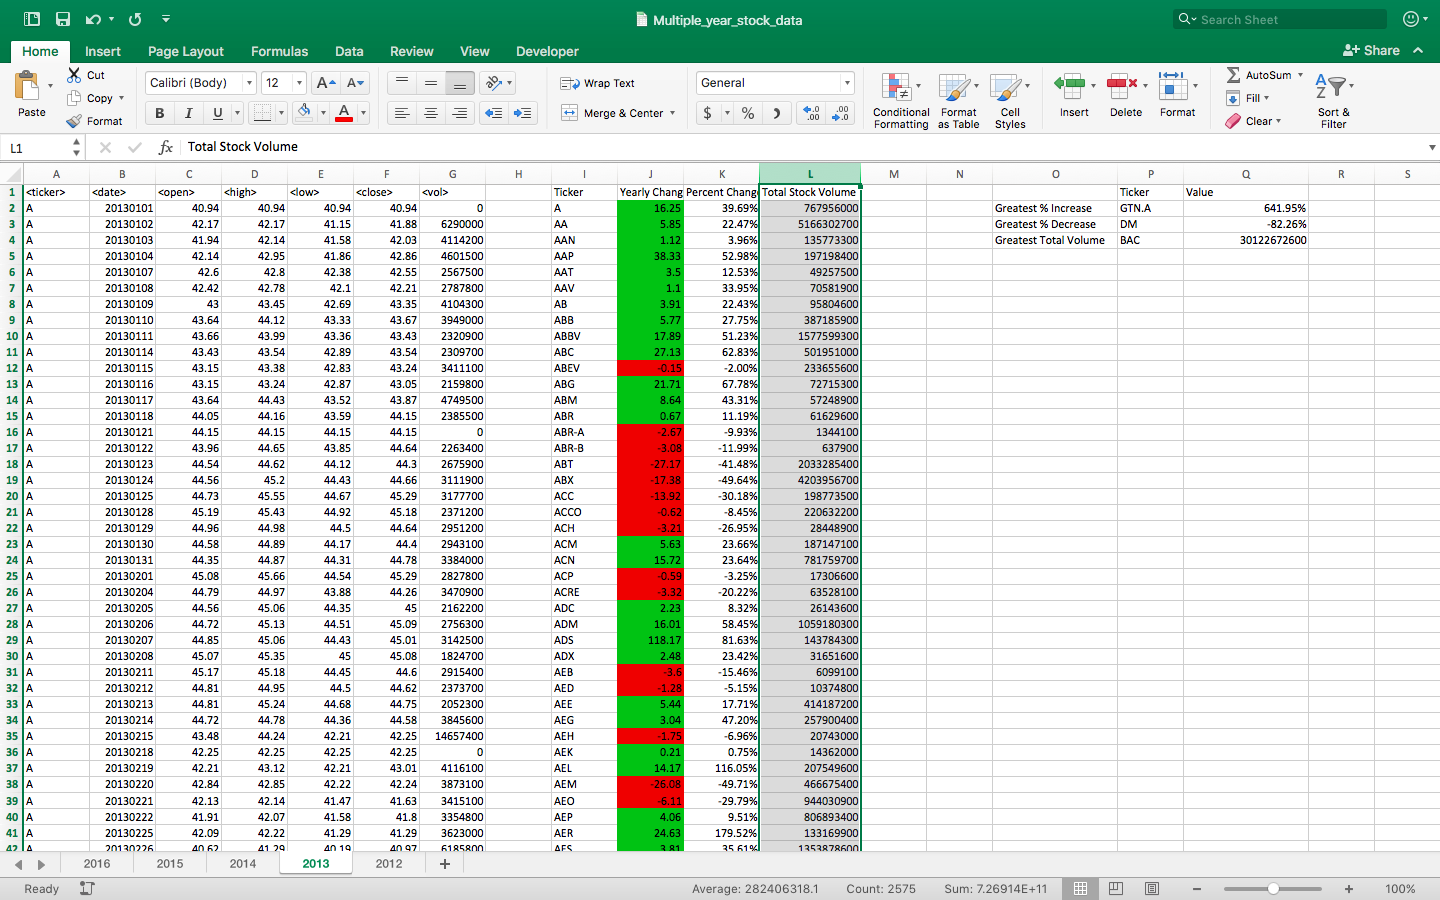 Multiple_year_stock_data
Search Sheet
Home Insert Page Layout Formulas Data Review View Developer Share
Paste Cut Copy Format
Calibri (Body) 12 A A
B I U A
Wrap Text
Merge & Center
General
$ % )
Conditional Formatting Format as Table Cell Styles Insert Delete Format
AutoSum Fill Clear Sort & Filter
L1 fx Total Stock Volume
A B C D E F G H I J K L M N O P Q R S
1 <ticker> <date> <open> <high> <low> <close> <vol> Ticker Yearly Chang Percent Chang Total Stock Volume Ticker Value
2 A 20130101 40.94 40.94 40.94 40.94 0 A 16.25 39.69% 767956000 Greatest % Increase GTN.A 641.95%
3 A 20130102 42.17 42.17 41.15 41.88 6290000 AA 5.85 22.47% 5166302700 Greatest % Decrease DM -82.26%
4 A 20130103 41.94 42.14 41.58 42.03 4114200 AAN 1.12 3.96% 135773300 Greatest Total Volume BAC 30122672600
5 A 20130104 42.14 42.95 41.86 42.86 4601500 AAP 38.33 52.98% 197198400
6 A 20130107 42.6 42.8 42.38 42.55 2567500 AAT 3.5 12.53% 49257500
7 A 20130108 42.42 42.78 42.1 42.21 2787800 AAV 1.1 33.95% 70581900
8 A 20130109 43 43.45 42.69 43.35 4104300 AB 3.91 22.43% 95804600
9 A 20130110 43.64 44.12 43.33 43.67 3949000 ABB 5.77 27.75% 387185900
10 A 20130111 43.66 43.99 43.36 43.43 2320900 ABBV 17.89 51.23% 1577599300
11 A 20130114 43.43 43.54 42.89 43.54 2309700 ABC 27.13 62.83% 501951000
12 A 20130115 43.15 43.38 42.83 43.24 3411100 ABEV -0.15 -2.00% 233655600
13 A 20130116 43.15 43.24 42.87 43.05 2159800 ABG 21.71 67.78% 72715300
14 A 20130117 43.64 44.43 43.52 43.87 4749500 ABM 8.64 43.31% 57248900
15 A 20130118 44.05 44.16 43.59 44.15 2385500 ABR 0.67 11.19% 61629600
16 A 20130121 44.15 44.15 44.15 44.15 0 ABR-A -2.67 -9.93% 1344100
17 A 20130122 43.96 44.65 43.85 44.64 2263400 ABR-B -3.08 -11.99% 637900
18 A 20130123 44.54 44.62 44.12 44.3 2675900 ABT -27.17 -41.48% 2033285400
19 A 20130124 44.56 45.2 44.43 44.66 3111900 ABX -17.38 -49.64% 4203956700
20 A 20130125 44.73 45.55 44.67 45.29 3177700 ACC -13.92 -30.18% 198773500
21 A 20130128 45.19 45.43 44.92 45.18 2371200 ACCO -0.62 -8.45% 220632200
22 A 20130129 44.96 44.98 44.5 44.64 2951200 ACH -3.21 -26.95% 28448900
23 A 20130130 44.58 44.89 44.17 44.4 2943100 ACM 5.63 23.66% 187147100
24 A 20130131 44.35 44.87 44.31 44.78 3384000 ACN 15.72 23.64% 781759700
25 A 20130201 45.08 45.66 44.54 45.29 2827800 ACP -0.59 -3.25% 17306600
26 A 20130204 44.79 44.97 43.88 44.26 3470900 ACRE -3.32 -20.22% 63528100
27 A 20130205 44.56 45.06 44.35 45 2162200 ADC 2.23 8.32% 26143600
28 A 20130206 44.72 45.13 44.51 45.09 2756300 ADM 16.01 58.45% 1059180300
29 A 20130207 44.85 45.06 44.43 45.01 3142500 ADS 118.17 81.63% 143784300
30 A 20130208 45.07 45.35 45 45.08 1824700 ADX 2.48 23.42% 31651600
31 A 20130211 45.17 45.18 44.45 44.6 2915400 AEB -3.6 -15.46% 6099100
32 A 20130212 44.81 44.95 44.5 44.62 2373700 AED -1.28 -5.15% 10374800
33 A 20130213 44.81 45.24 44.68 44.75 2052300 AEE 5.44 17.71% 414187200
34 A 20130214 44.72 44.78 44.36 44.58 3845600 AEG 3.04 47.20% 257900400
35 A 20130215 43.48 44.24 42.21 42.25 14657400 AEH -1.75 -6.96% 20743000
36 A 20130218 42.25 42.25 42.25 42.25 0 AEK 0.21 0.75% 14362000
37 A 20130219 42.21 43.12 42.21 43.01 4116100 AEL 14.17 116.05% 207549600
38 A 20130220 42.84 42.85 42.22 42.24 3873100 AEM -26.08 -49.71% 466675400
39 A 20130221 42.13 42.14 41.47 41.63 3415100 AEO -6.11 -29.79% 944030900
40 A 20130222 41.91 42.07 41.58 41.8 3354800 AEP 4.06 9.51% 806893400
41 A 20130225 42.09 42.22 41.29 41.29 3623000 AER 24.63 179.52% 133169900
42 A 20130226 40.62 41.29 40.19 40.97 6185800 AES 3.81 35.61% 1353878600
2016 2015 2014 2013 2012 +
Ready Average: 282406318.1 Count: 2575 Sum: 7.26914E+11 100%